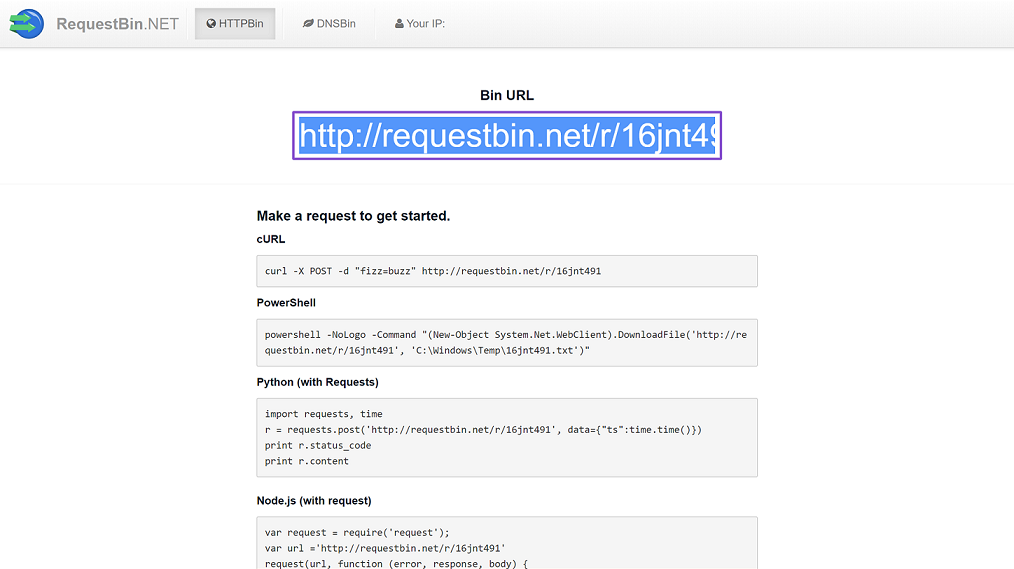 RequestBin.NET HTTPBin DNSBin Your IP:
Bin URL
http://requestbin.net/r/16jnt49
Make a request to get started.
cURL
curl -X POST -d "fizz=buzz" http://requestbin.net/r/16jnt491
PowerShell
powershell -NoLogo -Command "(New-Object System.Net.WebClient).DownloadFile('http://re
questbin.net/r/16jnt491', 'C:\Windows\Temp\16jnt491.txt')"
Python (with Requests)
import requests, time
r = requests.post('http://requestbin.net/r/16jnt491', data={"ts":time.time()})
print r.status_code
print r.content
Node.js (with request)
var request = require('request');
var url ='http://requestbin.net/r/16jnt491'
request(url, function (error, response, body) {